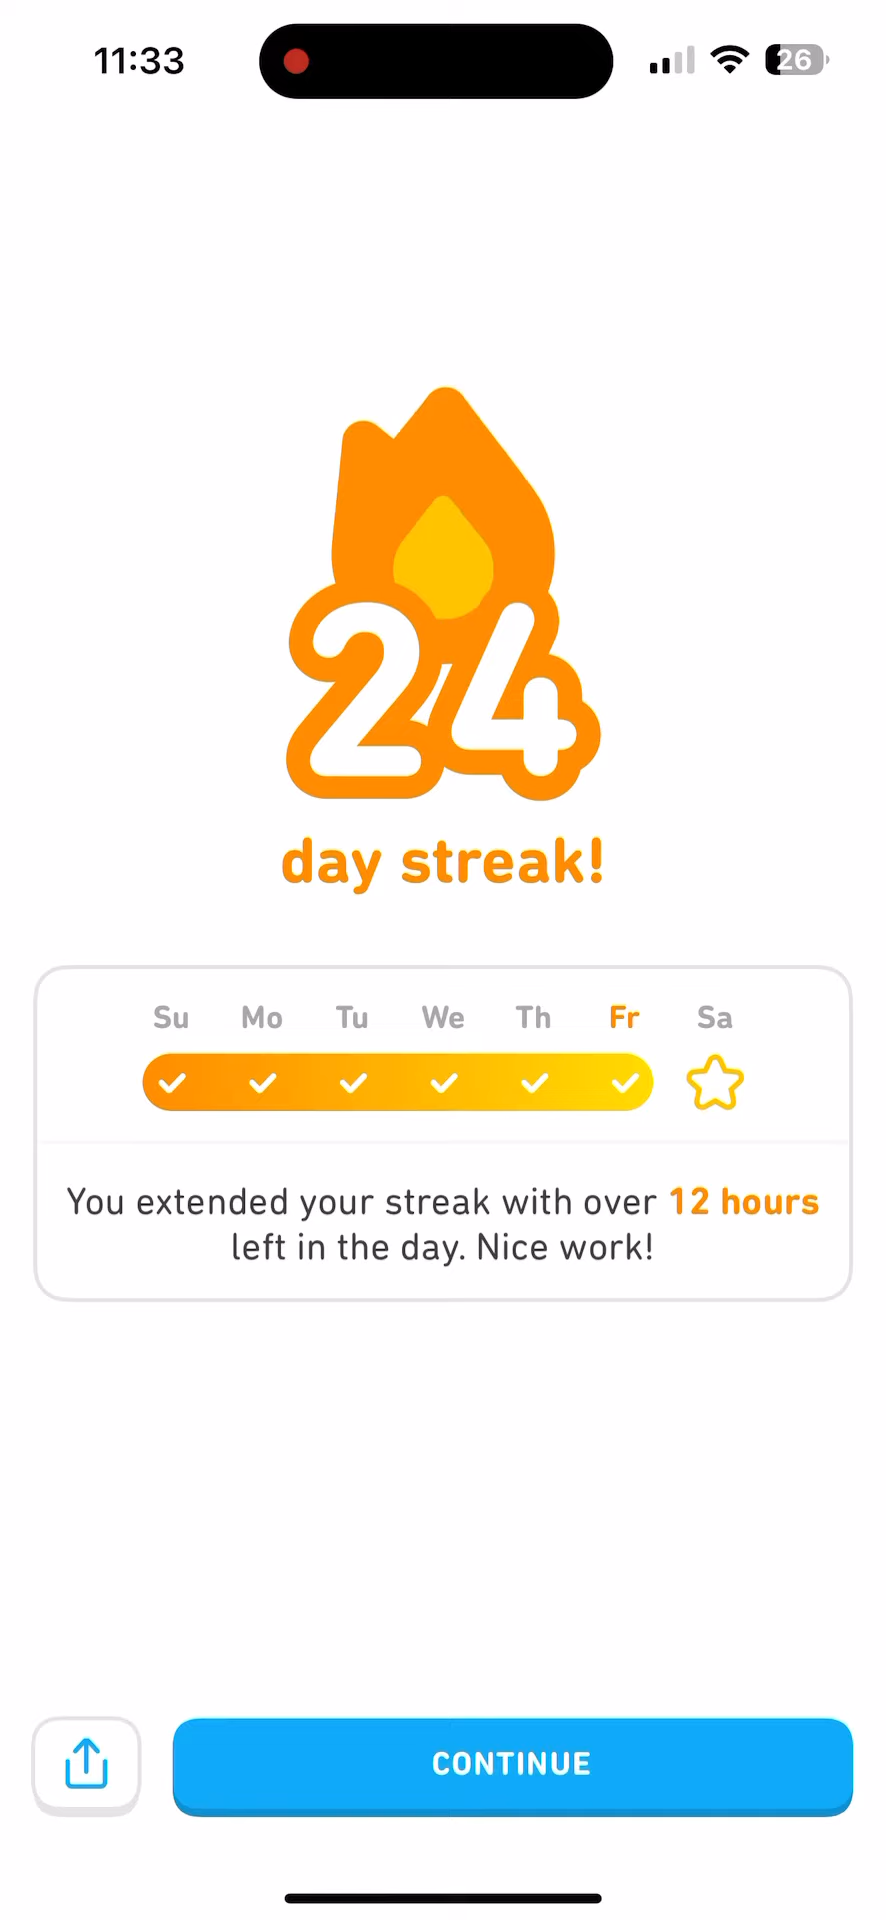 11:33
26
24
day streak!
Su Mo Tu We Th Fr Sa
You extended your streak with over 12 hours
left in the day. Nice work!
CONTINUE